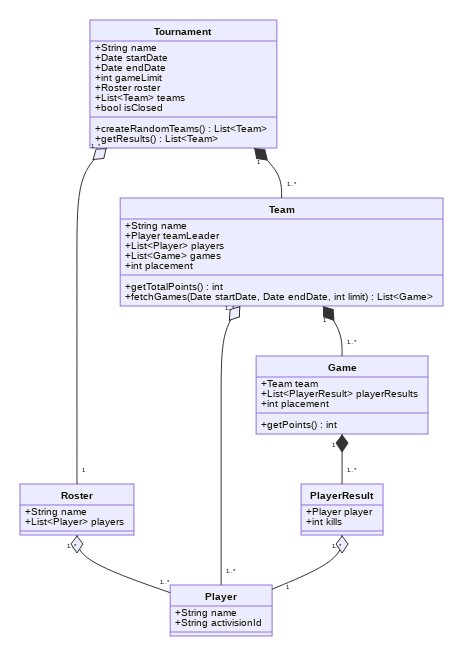 Tournament
+String name
+Date startDate
+Date endDate
+int gameLimit
+Roster roster
+List<Team> teams
+bool isClosed
+createRandomTeams() : List<Team>
+getResults() : List<Team>
1..*
1
1..*
Team
+String name
+Player teamLeader
+List<Player> players
+List<Game> games
+int placement
+getTotalPoints() : int
+fetchGames(Date startDate, Date endDate, int limit) : List<Game>
1
1..*
Game
+Team team
+List<PlayerResult> playerResults
+int placement
+getPoints() : int
1
1..*
1
Roster
+String name
+List<Player> players
PlayerResult
+Player player
+int kills
1..*
1..*
1..*
1..*
1
Player
+String name
+String activisionId